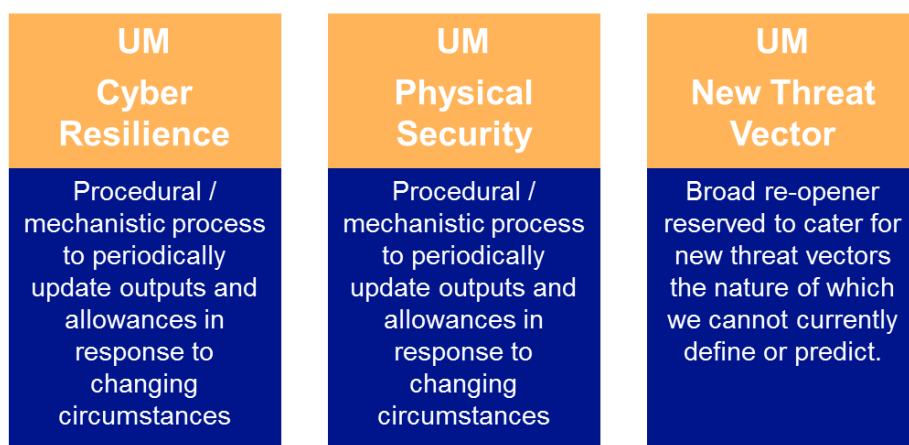 UM
Cyber
Resilience
Procedural /
mechanistic process
to periodically
update outputs and
allowances in
response to
changing
circumstances
UM
Physical
Security
Procedural /
mechanistic process
to periodically
update outputs and
allowances in
response to
changing
circumstances
UM
New Threat
Vector
Broad re-opener
reserved to cater for
new threat vectors
the nature of which
we cannot currently
define or predict.